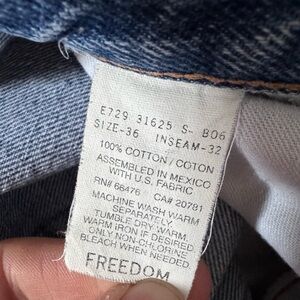 E729 31625 S- B06
SIZE-36 INSEAM-32
100% COTTON / COTON
ASSEMBLED IN MEXICO
WITH U.S. FABRIC
RN# 66476 CA# 20781
MACHINE WASH WARM
SEPARATELY
TUMBLE DRY WARM
WARM IRON IF DESIRED
ONLY NON-CHLORINE
BLEACH WHEN NEEDED
FREEDOM